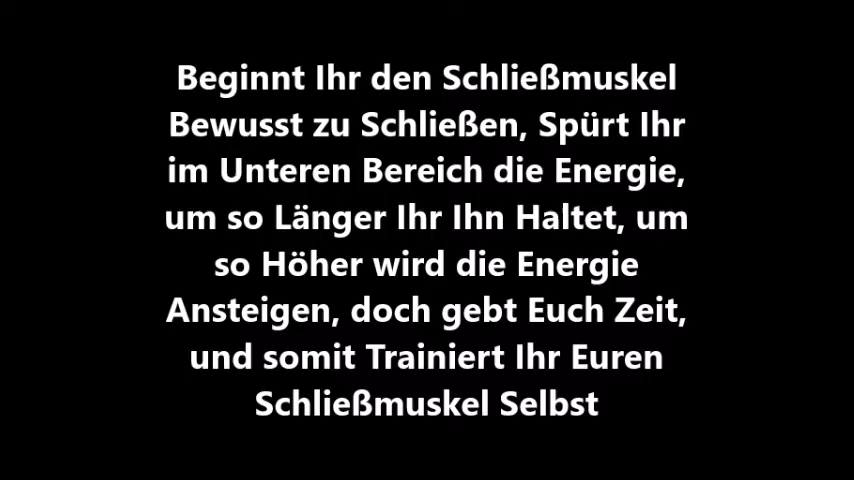 Beginnt Ihr den Schließmuskel
Bewusst zu Schließen, Spürt Ihr
im Unteren Bereich die Energie,
um so Länger Ihr Ihn Haltet, um
so Höher wird die Energie
Ansteigen, doch gebt Euch Zeit,
und somit Trainiert Ihr Euren
Schließmuskel Selbst